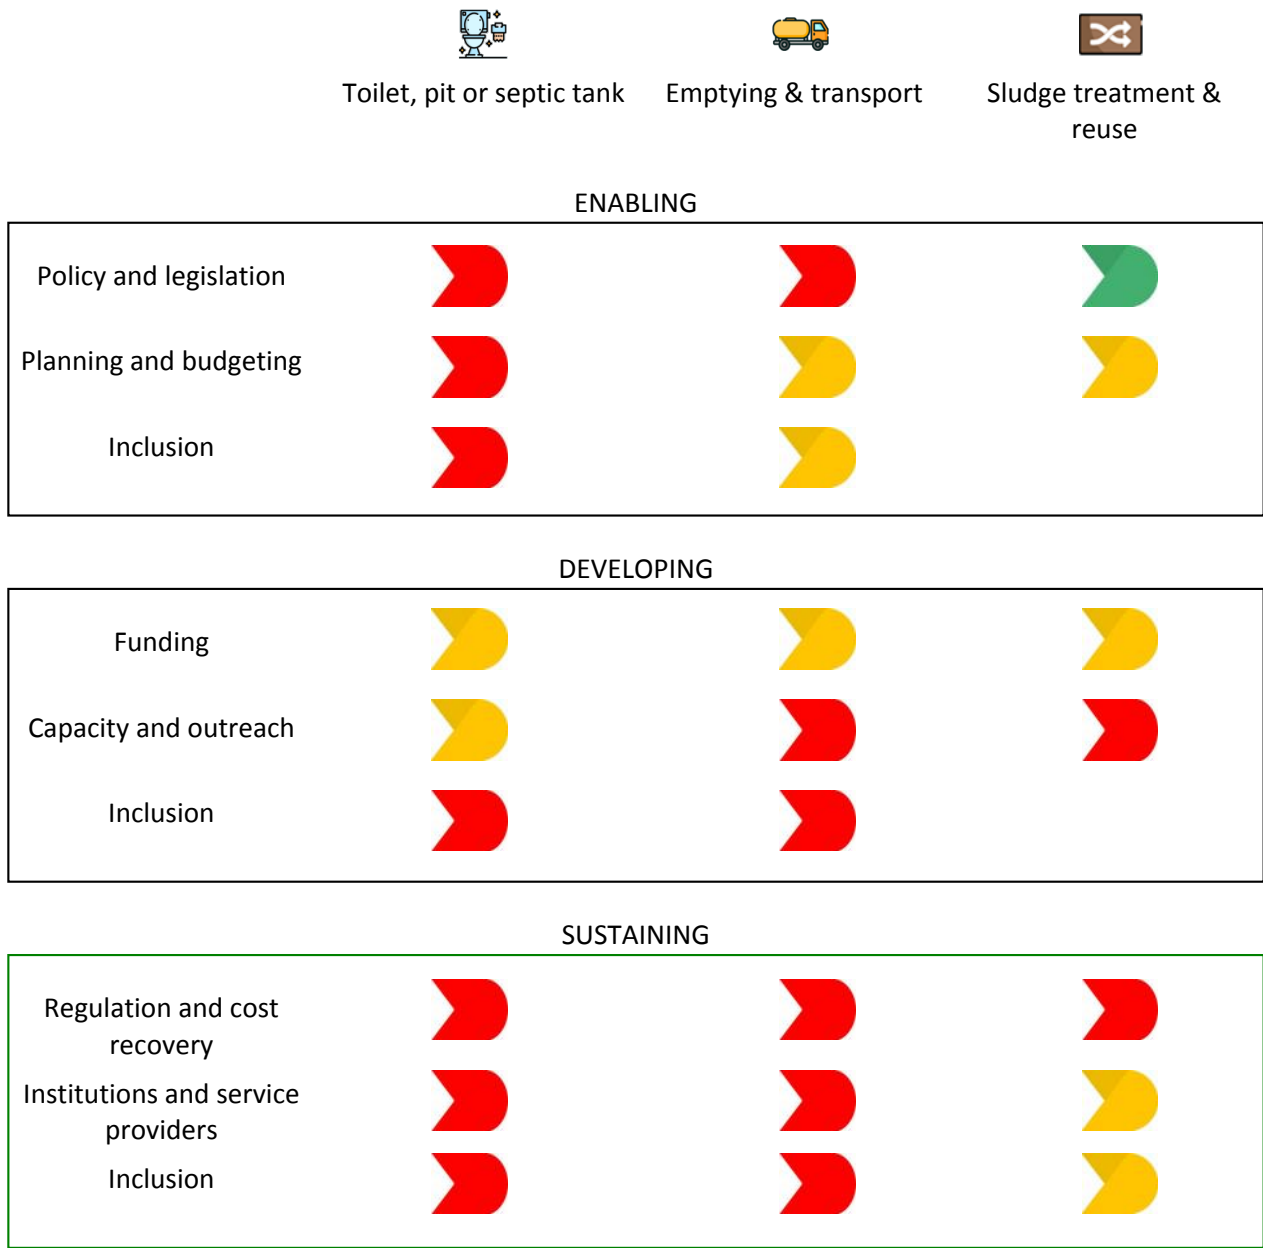 Toilet, pit or septic tank
Emptying & transport
Sludge treatment &
reuse
ENABLING
Policy and legislation
Planning and budgeting
Inclusion
DEVELOPING
Funding
Capacity and outreach
Inclusion
SUSTAINING
Regulation and cost
recovery
Institutions and service
providers
Inclusion